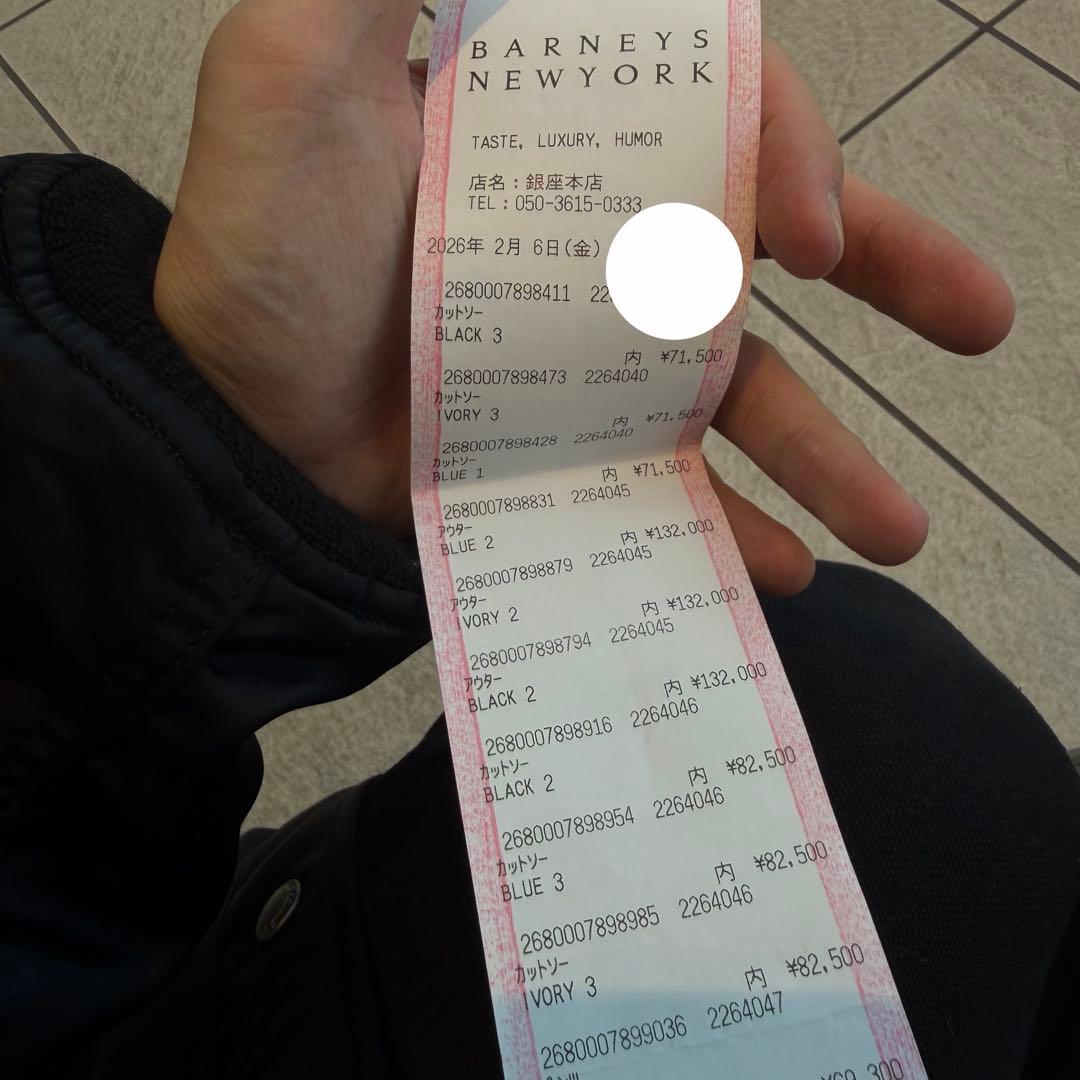 BARNEYS
NEWYORK
TASTE, LUXURY, HUMOR
店名:銀座本店
TEL:050-3615-0333
2026年 2月 6日(金)
2680007898411
カットソー
BLACK 3
内 ¥71,500
2680007898473 2264040
カットソー
IVORY 3
内 ¥71,500
2680007898428 2264040
カットソー
BLUE 1
内 ¥71,500
2680007898831 2264045
アウター
BLUE 2
内 ¥132,000
2680007898879 2264045
アウター
IVORY 2
内 ¥132,000
2680007898794 2264045
アウター
BLACK 2
内 ¥132,000
2680007898916 2264046
カットソー
BLACK 2
内 ¥82,500
2680007898954 2264046
カットソー
BLUE 3
内 ¥82,500
2680007898985 2264046
カットソー
IVORY 3
内 ¥82,500
2680007899036 2264047